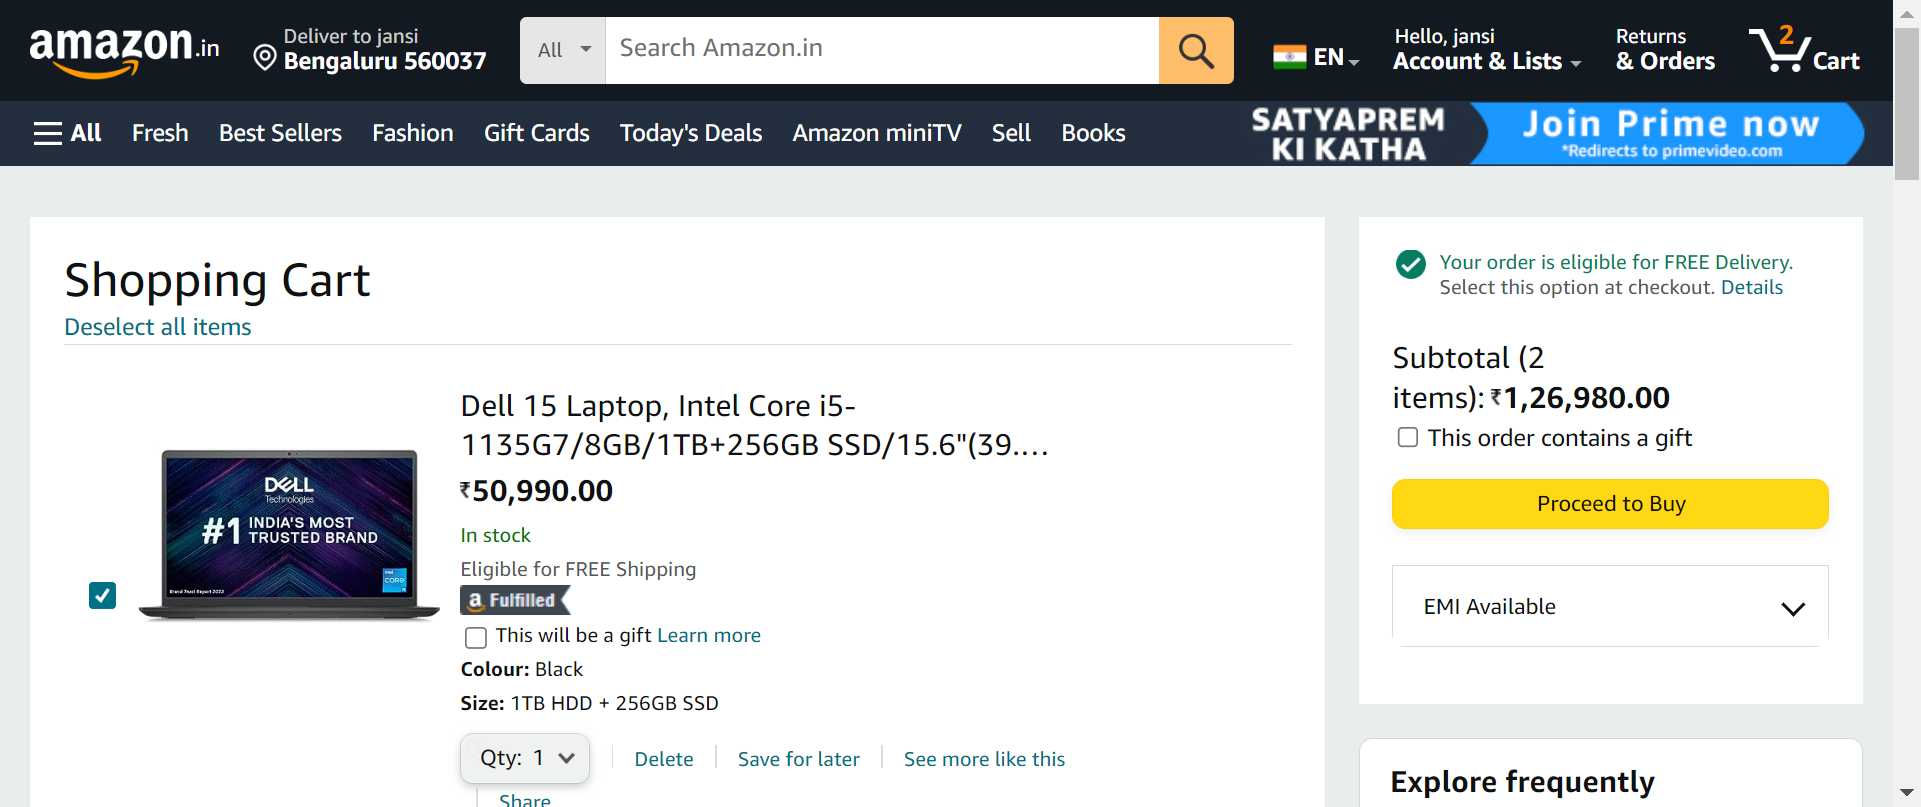 amazon.in
Deliver to jansi
Bengaluru 560037
All
Search Amazon.in
EN
Hello, jansi
Account & Lists
Returns
& Orders
2
Cart
All
Fresh
Best Sellers
Fashion
Gift Cards
Today's Deals
Amazon miniTV
Sell
Books
SATYAPREM
KI KATHA
Join Prime now
*Redirects to primevideo.com
Shopping Cart
Deselect all items
DELL
Technologies
#1 INDIA'S MOST
TRUSTED BRAND
intel
CORE
i5
Brand Trust Report 2023
Dell 15 Laptop, Intel Core i5-
1135G7/8GB/1TB+256GB SSD/15.6"(39....
₹50,990.00
In stock
Eligible for FREE Shipping
a Fulfilled
This will be a gift Learn more
Colour: Black
Size: 1TB HDD + 256GB SSD
Qty: 1
Delete
Save for later
See more like this
Share
Your order is eligible for FREE Delivery.
Select this option at checkout. Details
Subtotal (2
items): ₹1,26,980.00
This order contains a gift
Proceed to Buy
EMI Available
Explore frequently